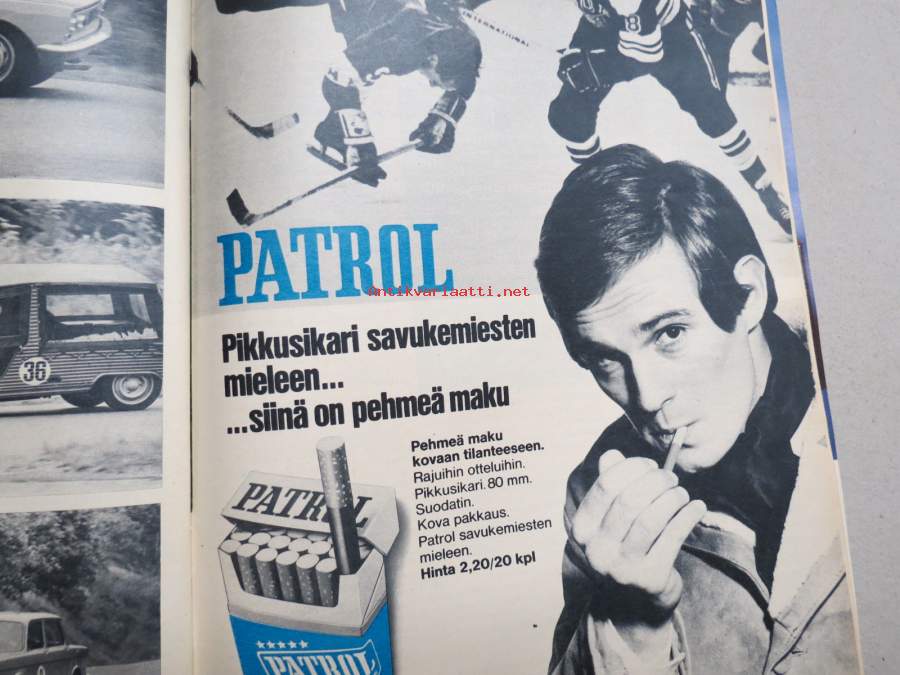 INTERNATIONAL
8
36
PATROL
Antikvariaatti.net
Pikkusikari savukemiesten
mieleen...
...siinä on pehmeä maku
Pehmeä maku
kovaan tilanteeseen.
Rajuihin otteluihin.
Pikkusikari. 80 mm.
Suodatin.
Kova pakkaus.
Patrol savukemiesten
mieleen.
Hinta 2,20/20 kpl
PATROL
PATROL